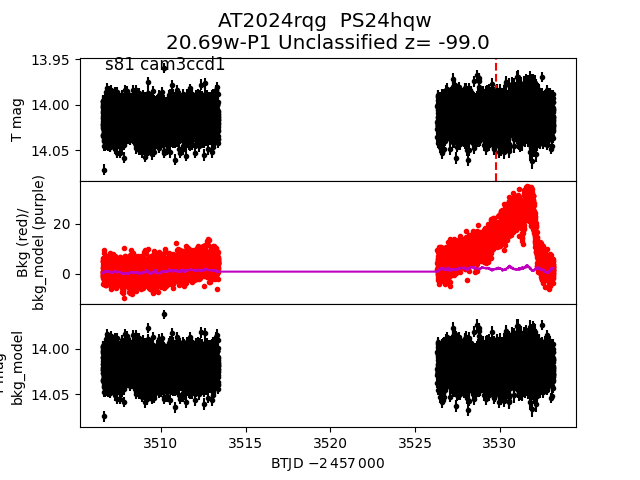 AT2024rqg PS24hqw
20.69w-P1 Unclassified z= -99.0
s81 cam3ccd1
13.95
14.00
14.05
T mag
20
0
Bkg (red)/
bkg_model (purple)
14.00
14.05
bkg_model
3510
3515
3520
3525
3530
BTJD −2 457 000